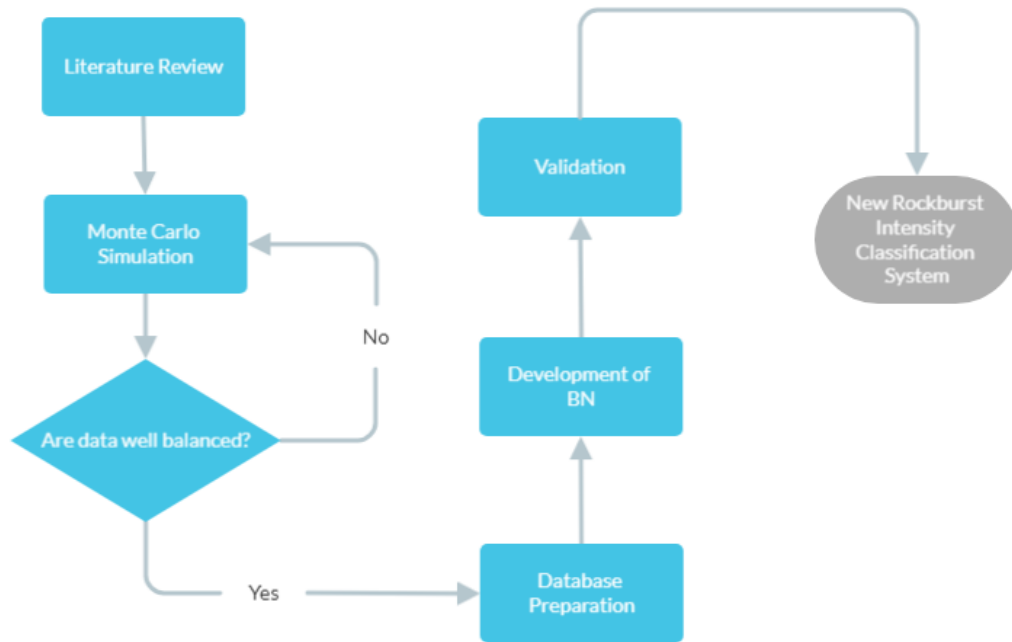 Literature Review
Monte Carlo
Simulation
No
Are data well balanced?
Yes
Database
Preparation
Development of
BN
Validation
New Rockburst
Intensity
Classification
System